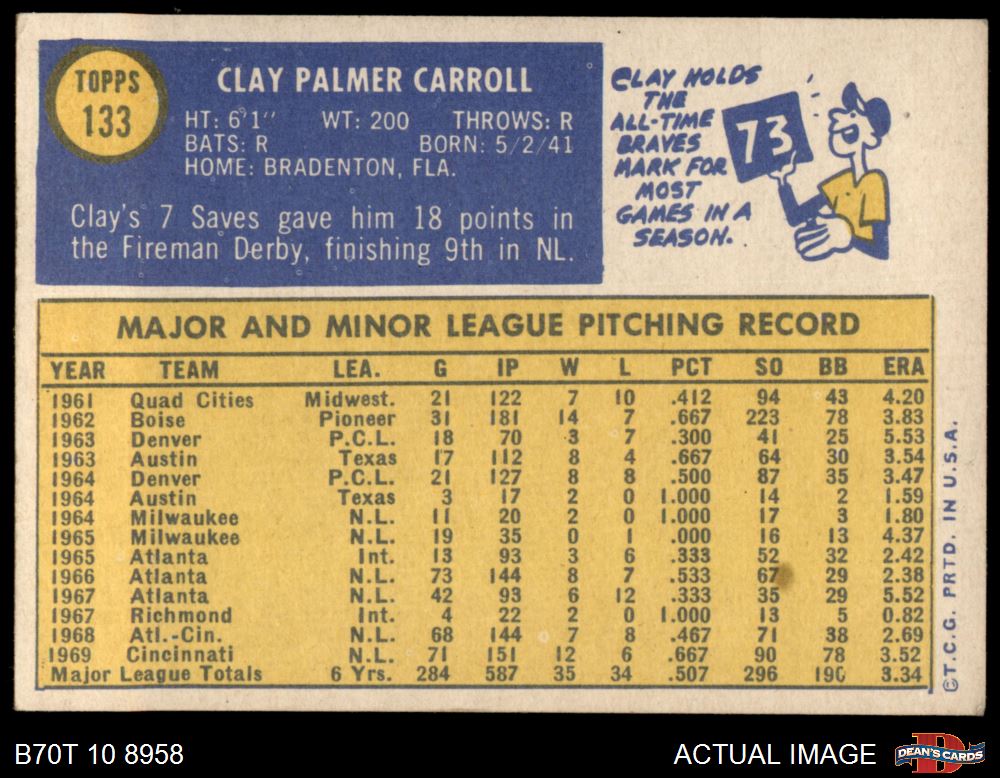 TOPPS
133
CLAY PALMER CARROLL
HT: 6'1" WT: 200 THROWS: R
BATS: R BORN: 5/2/41
HOME: BRADENTON, FLA.
Clay's 7 Saves gave him 18 points in
the Fireman Derby, finishing 9th in NL.
CLAY HOLDS
THE
ALL-TIME
BRAVES
MARK FOR
MOST
GAMES IN A
SEASON.
73
MAJOR AND MINOR LEAGUE PITCHING RECORD
YEAR TEAM LEA. G IP W L PCT SO BB ERA
1961 Quad Cities Midwest. 21 122 7 10 .412 94 43 4.20
1962 Boise Pioneer 31 181 14 7 .667 223 78 3.83
1963 Denver P.C.L. 18 70 3 7 .300 41 25 5.53
1963 Austin Texas 17 112 8 4 .667 64 30 3.54
1964 Denver P.C.L. 21 127 8 8 .500 87 35 3.47
1964 Austin Texas 3 17 2 0 1.000 14 2 1.59
1964 Milwaukee N.L. 11 20 2 0 1.000 17 3 1.80
1965 Milwaukee N.L. 19 35 0 1 .000 16 13 4.37
1965 Atlanta Int. 13 93 3 6 .333 52 32 2.42
1966 Atlanta N.L. 73 144 8 7 .533 67 29 2.38
1967 Atlanta N.L. 42 93 6 12 .333 35 29 5.52
1967 Richmond Int. 4 22 2 0 1.000 13 5 0.82
1968 Atl.-Cin. N.L. 68 144 7 8 .467 71 38 2.69
1969 Cincinnati N.L. 71 151 12 6 .667 90 78 3.52
Major League Totals 6 Yrs. 284 587 35 34 .507 296 190 3.34
©T.C.G. PRTD. IN U.S.A.
B70T 10 8958
ACTUAL IMAGE
DEAN'S CARDS